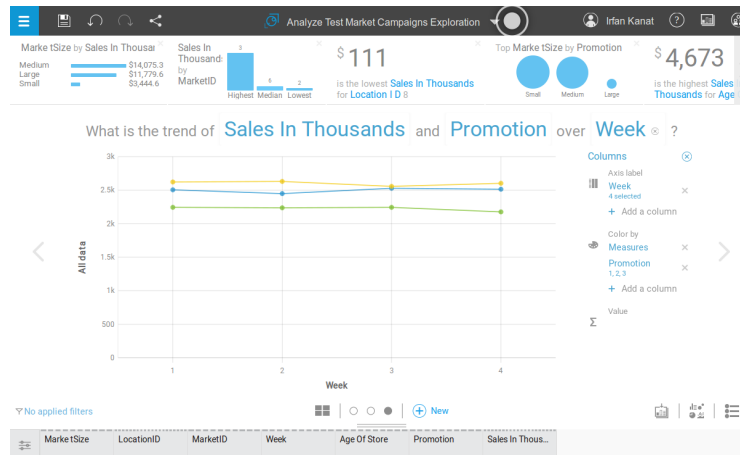 Analyze Test Market Campaigns Exploration
Irfan Kanat
?
Marke tSize by Sales In Thousar
Medium $14,075.3
Large $11,779.6
Small $3,444.6
Sales In
Thousand:
by
MarketID
3
6
2
Highest Median Lowest
$ 111
is the lowest Sales In Thousands
for Location I D 8
Top Marke tSize by Promotion
Small Medium Large
$ 4,673
is the highest Sales
Thousands for Age
What is the trend of Sales In Thousands and Promotion over Week ?
3k
2.5k
2k
1.5k
1k
500
0
All data
1 2 3 4
Week
Columns
Axis label
Week
4 selected
+ Add a column
Color by
Measures
Promotion
1, 2, 3
+ Add a column
Value
Σ
No applied filters
New
Marke tSize LocationID MarketID Week Age Of Store Promotion Sales In Thous...